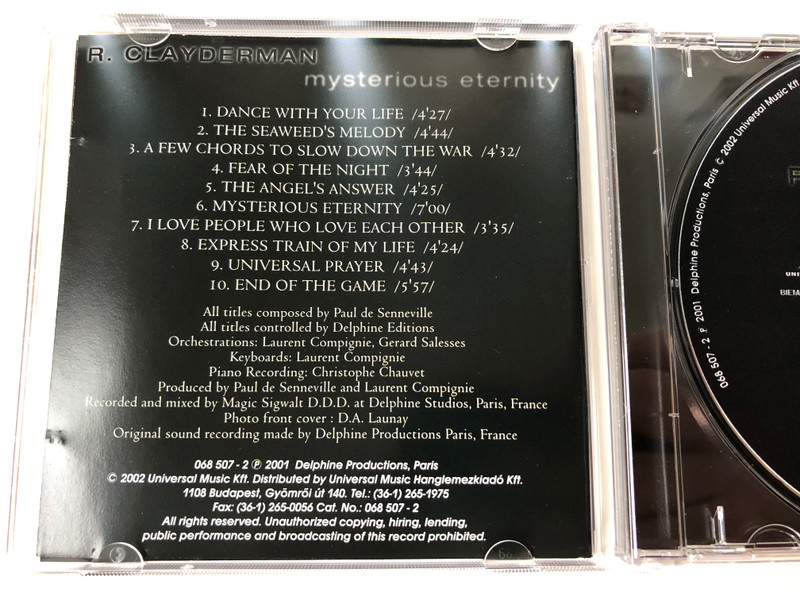 R. CLAYDERMAN
mysterious eternity
1. DANCE WITH YOUR LIFE /4'27/
2. THE SEAWEED'S MELODY /4'44/
3. A FEW CHORDS TO SLOW DOWN THE WAR /4'32/
4. FEAR OF THE NIGHT /3'44/
5. THE ANGEL'S ANSWER /4'25/
6. MYSTERIOUS ETERNITY /7'00/
7. I LOVE PEOPLE WHO LOVE EACH OTHER /3'35/
8. EXPRESS TRAIN OF MY LIFE /4'24/
9. UNIVERSAL PRAYER /4'43/
10. END OF THE GAME /5'57/
All titles composed by Paul de Senneville
All titles controlled by Delphine Editions
Orchestrations: Laurent Compignie, Gerard Salesses
Keyboards: Laurent Compignie
Piano Recording: Christophe Chauvet
Produced by Paul de Senneville and Laurent Compignie
Recorded and mixed by Magic Sigwalt D.D.D. at Delphine Studios, Paris, France
Photo front cover : D.A. Launay
Original sound recording made by Delphine Productions Paris, France
068 507 - 2 ℗ 2001 Delphine Productions, Paris
© 2002 Universal Music Kft. Distributed by Universal Music Hanglemezkiadó Kft.
1108 Budapest, Gyömrői út 140. Tel.: (36-1) 265-1975
Fax: (36-1) 265-0056 Cat. No.: 068 507 - 2
All rights reserved. Unauthorized copying, hiring, lending,
public performance and broadcasting of this record prohibited.
068 507 - 2 ℗ 2001 Delphine Productions, Paris © 2002 Universal Music Kft